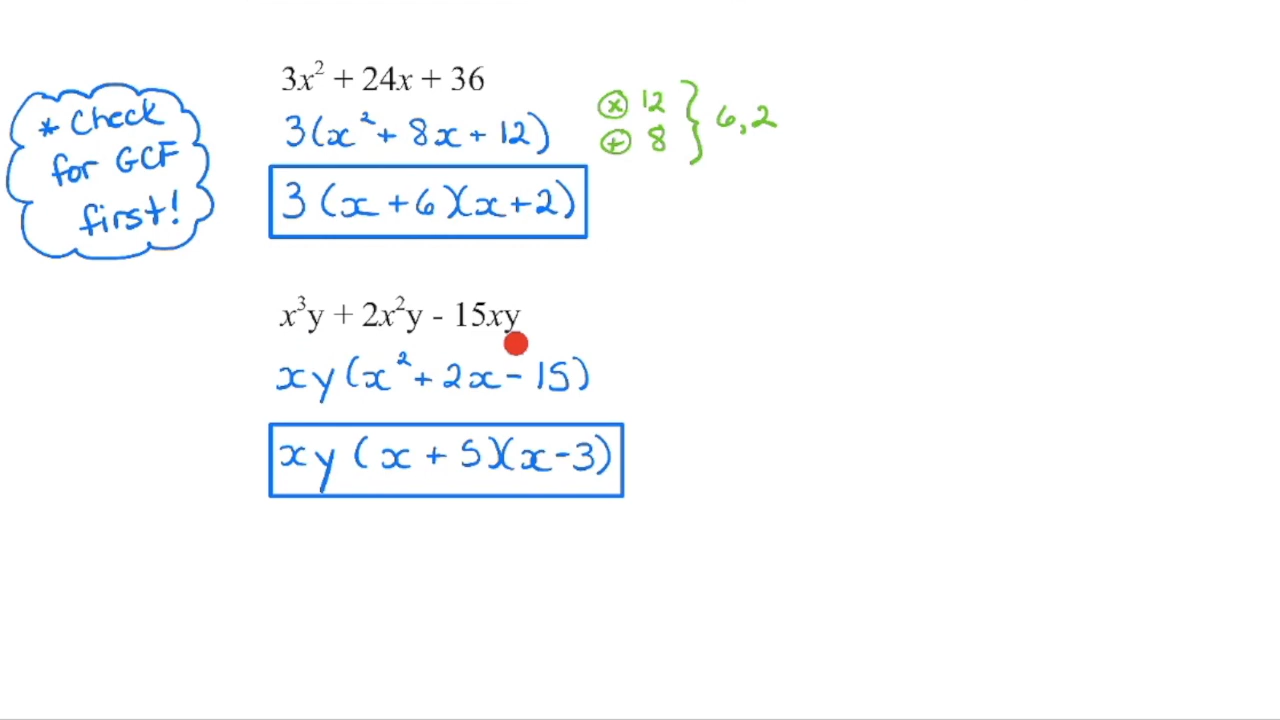 * Check
for GCF
first!
3x² + 24x + 36
3(x² + 8x + 12)
3(x + 6)(x + 2)
ⓧ 12
⊕ 8
} 6, 2
x³y + 2x²y - 15xy
xy(x² + 2x - 15)
xy(x + 5)(x - 3)